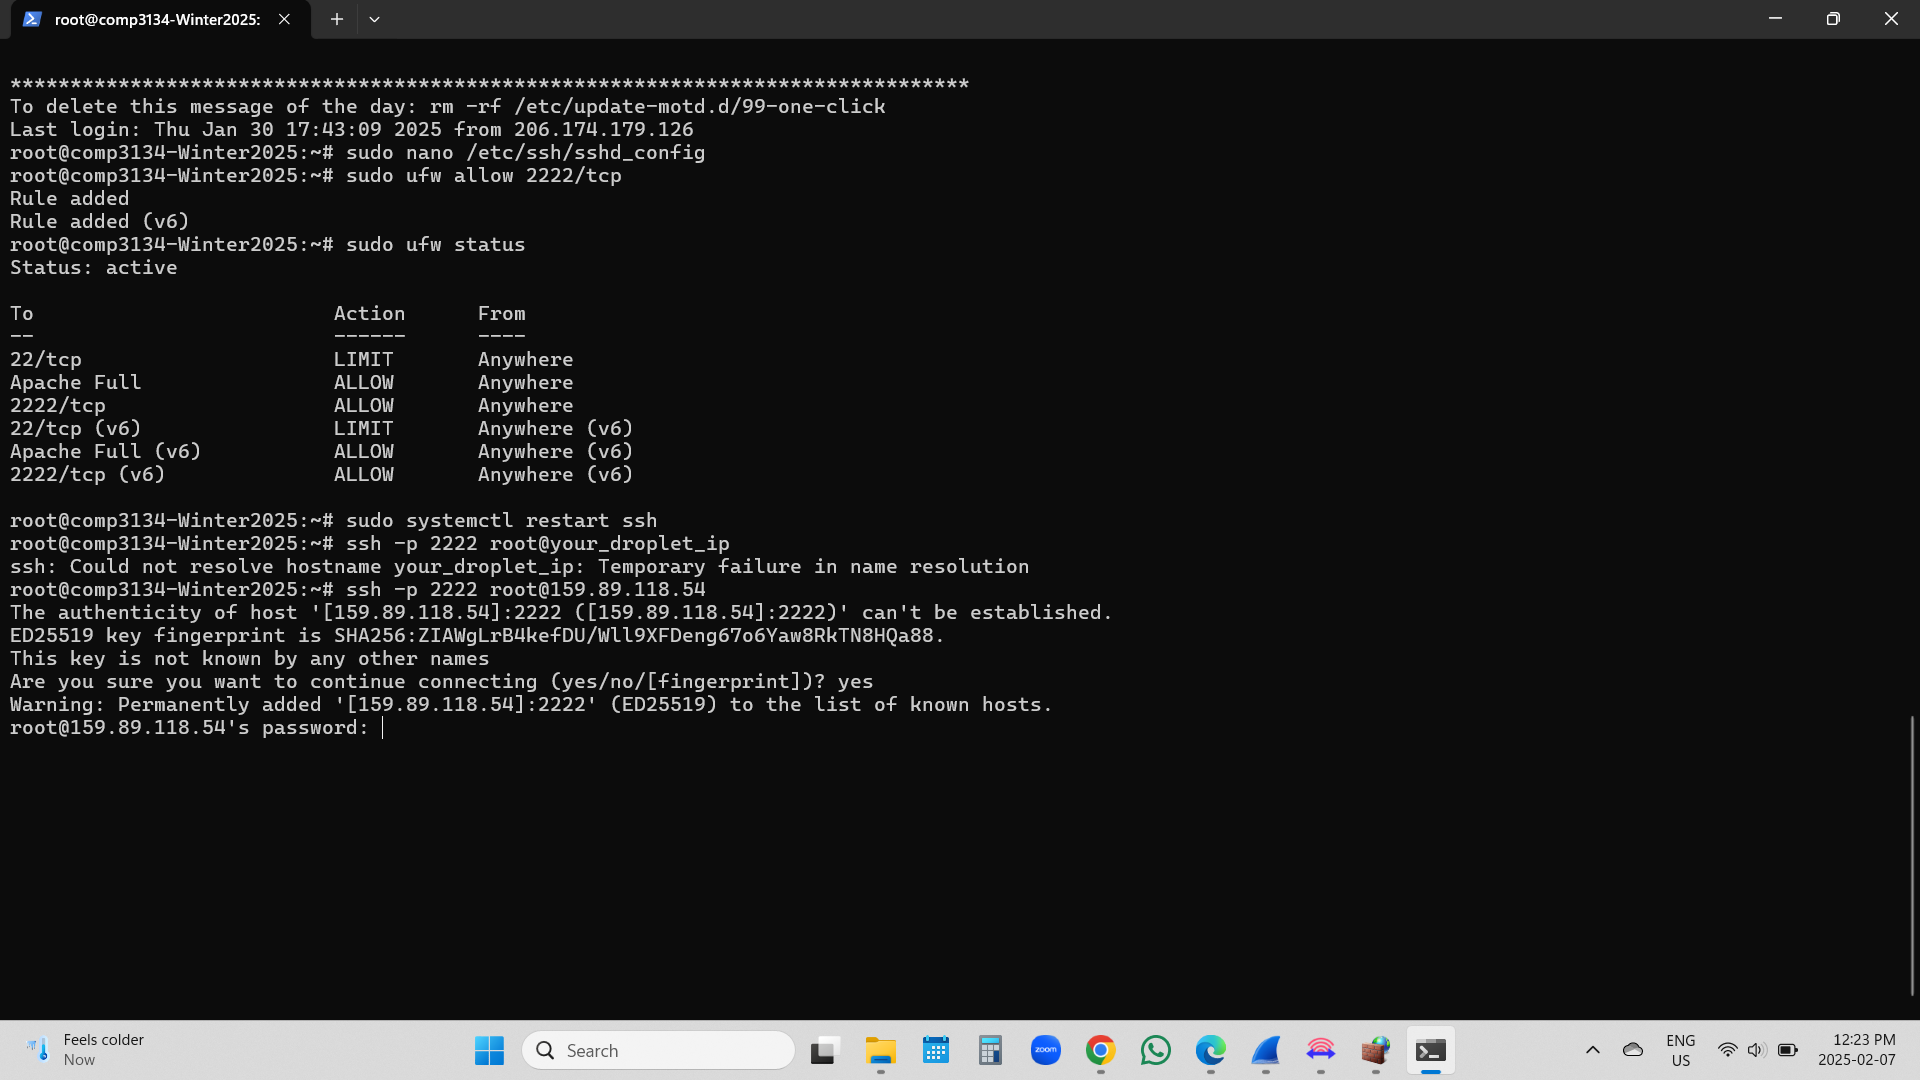 root@comp3134-Winter2025:
********************************************************************************
To delete this message of the day: rm -rf /etc/update-motd.d/99-one-click
Last login: Thu Jan 30 17:43:09 2025 from 206.174.179.126
root@comp3134-Winter2025:~# sudo nano /etc/ssh/sshd_config
root@comp3134-Winter2025:~# sudo ufw allow 2222/tcp
Rule added
Rule added (v6)
root@comp3134-Winter2025:~# sudo ufw status
Status: active
To                         Action      From
--                         ------      ----
22/tcp                     LIMIT       Anywhere
Apache Full                ALLOW       Anywhere
2222/tcp                   ALLOW       Anywhere
22/tcp (v6)                LIMIT       Anywhere (v6)
Apache Full (v6)           ALLOW       Anywhere (v6)
2222/tcp (v6)              ALLOW       Anywhere (v6)
root@comp3134-Winter2025:~# sudo systemctl restart ssh
root@comp3134-Winter2025:~# ssh -p 2222 root@your_droplet_ip
ssh: Could not resolve hostname your_droplet_ip: Temporary failure in name resolution
root@comp3134-Winter2025:~# ssh -p 2222 root@159.89.118.54
The authenticity of host '[159.89.118.54]:2222 ([159.89.118.54]:2222)' can't be established.
ED25519 key fingerprint is SHA256:ZIAWgLrB4kefDU/Wll9XFDeng67o6Yaw8RkTN8HQa88.
This key is not known by any other names
Are you sure you want to continue connecting (yes/no/[fingerprint])? yes
Warning: Permanently added '[159.89.118.54]:2222' (ED25519) to the list of known hosts.
root@159.89.118.54's password:
Feels colder
Now
Search
zoom
ENG
US
12:23 PM
2025-02-07